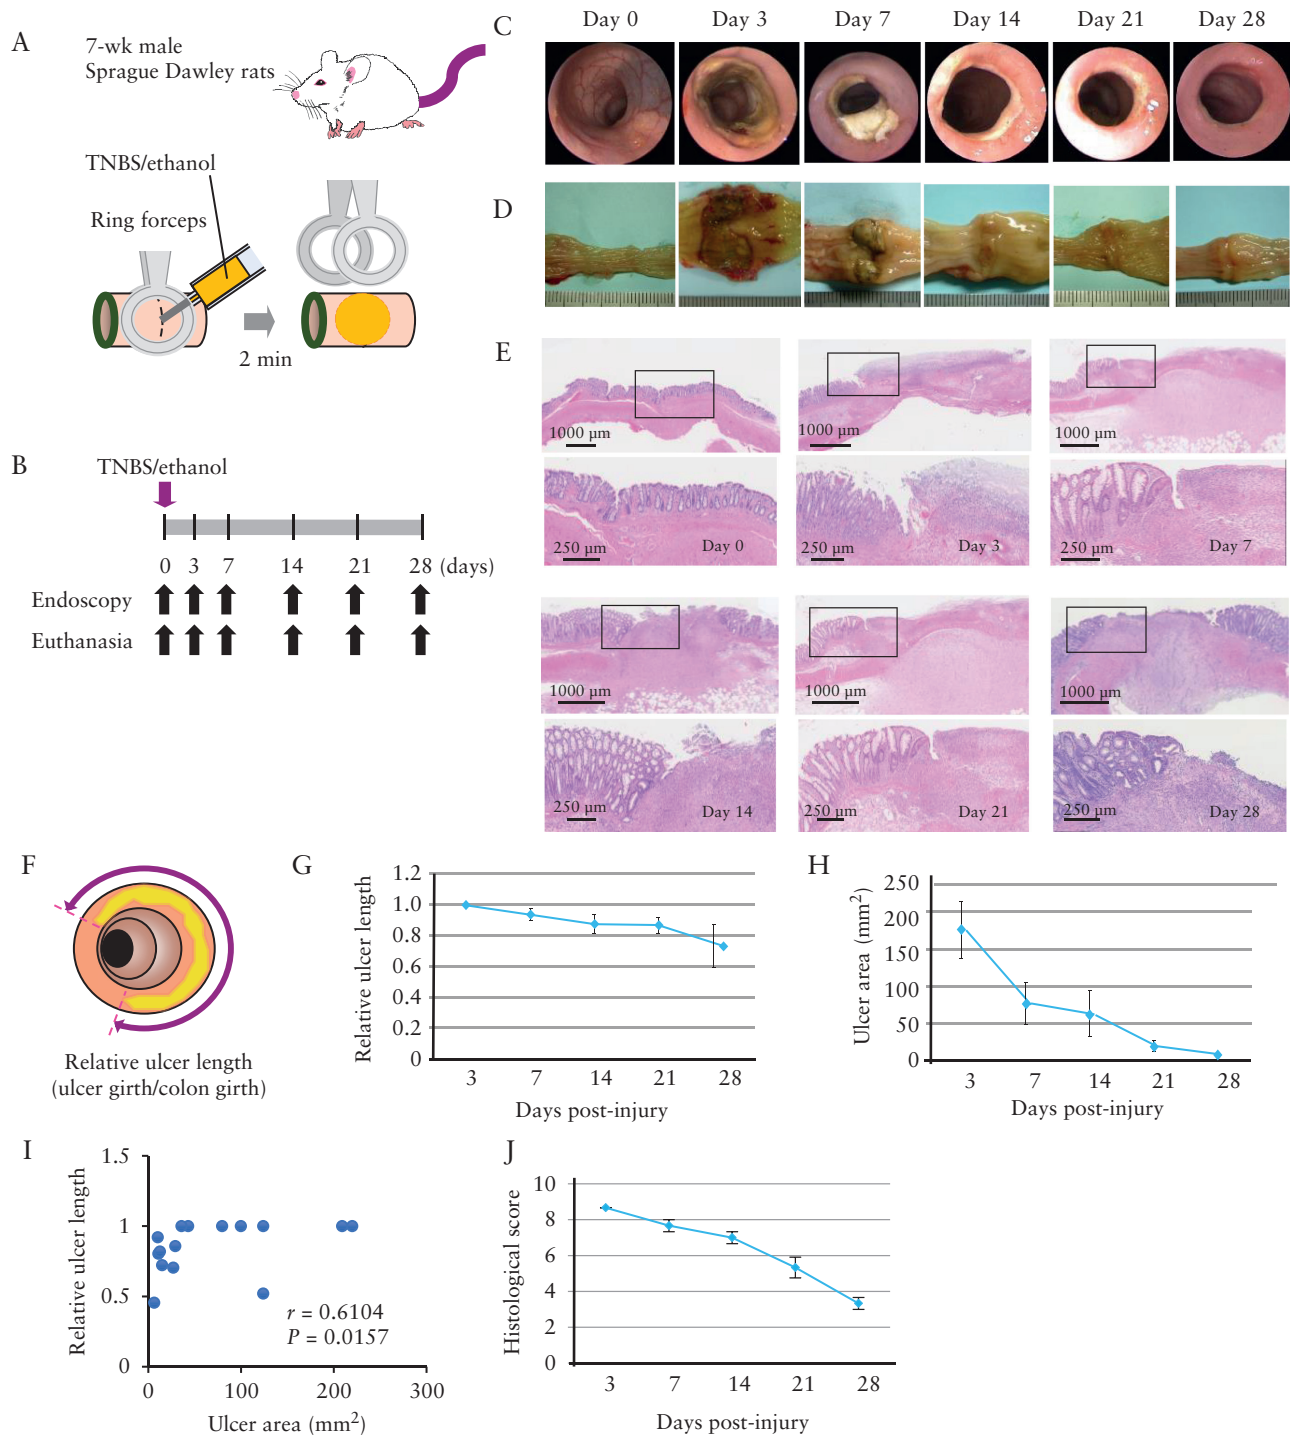 A
7-wk male
Sprague Dawley rats
TNBS/ethanol
Ring forceps
2 min
B
TNBS/ethanol
0 3 7 14 21 28 (days)
Endoscopy
Euthanasia
C
Day 0 Day 3 Day 7 Day 14 Day 21 Day 28
D
E
1000 µm 1000 µm 1000 µm
250 µm Day 0 250 µm Day 3 250 µm Day 7
1000 µm 1000 µm 1000 µm
250 µm Day 14 250 µm Day 21 250 µm Day 28
F
Relative ulcer length
(ulcer girth/colon girth)
G
Relative ulcer length
1.2
1.0
0.8
0.6
0.4
0.2
0
3 7 14 21 28
Days post-injury
H
Ulcer area (mm²)
250
200
150
100
50
0
3 7 14 21 28
Days post-injury
I
Relative ulcer length
1.5
1
0.5
0
r = 0.6104
P = 0.0157
0 100 200 300
Ulcer area (mm²)
J
Histological score
10
8
6
4
2
0
3 7 14 21 28
Days post-injury